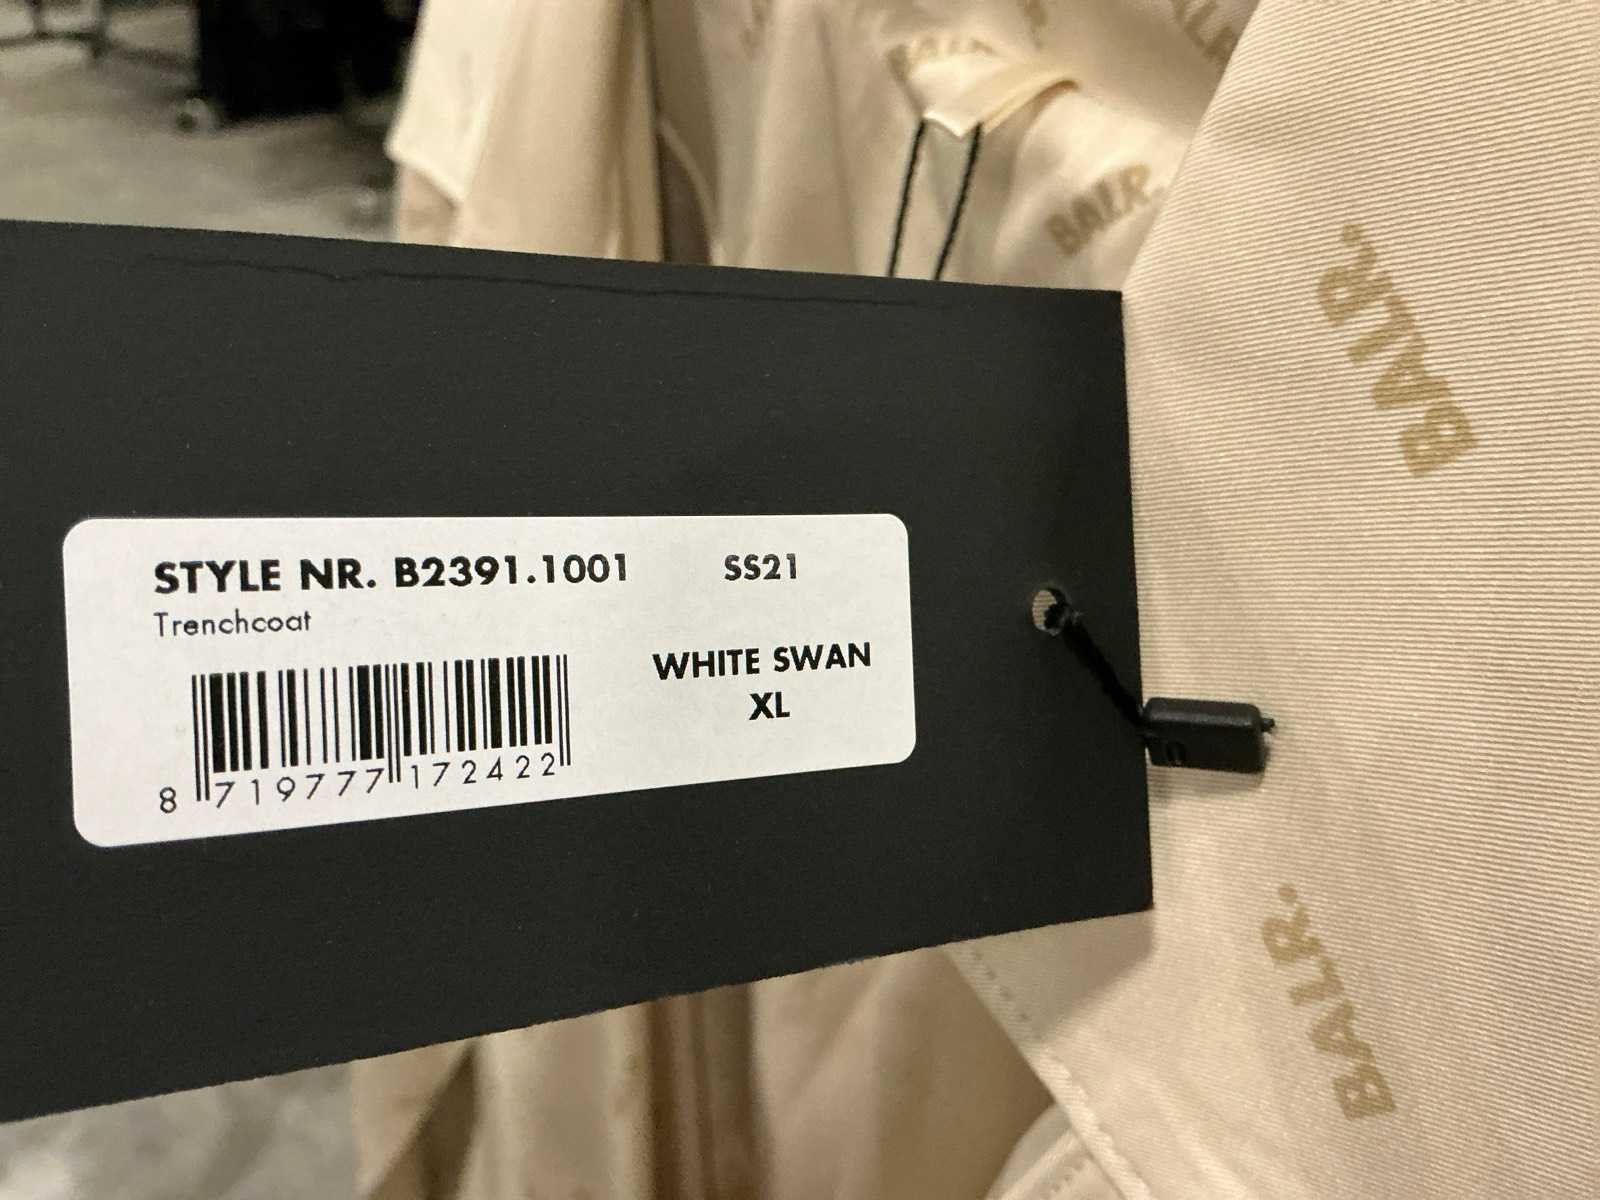 BALR.
BALR.
BALR.
STYLE NR. B2391.1001 SS21
Trenchcoat
WHITE SWAN
XL
8 719777 172422